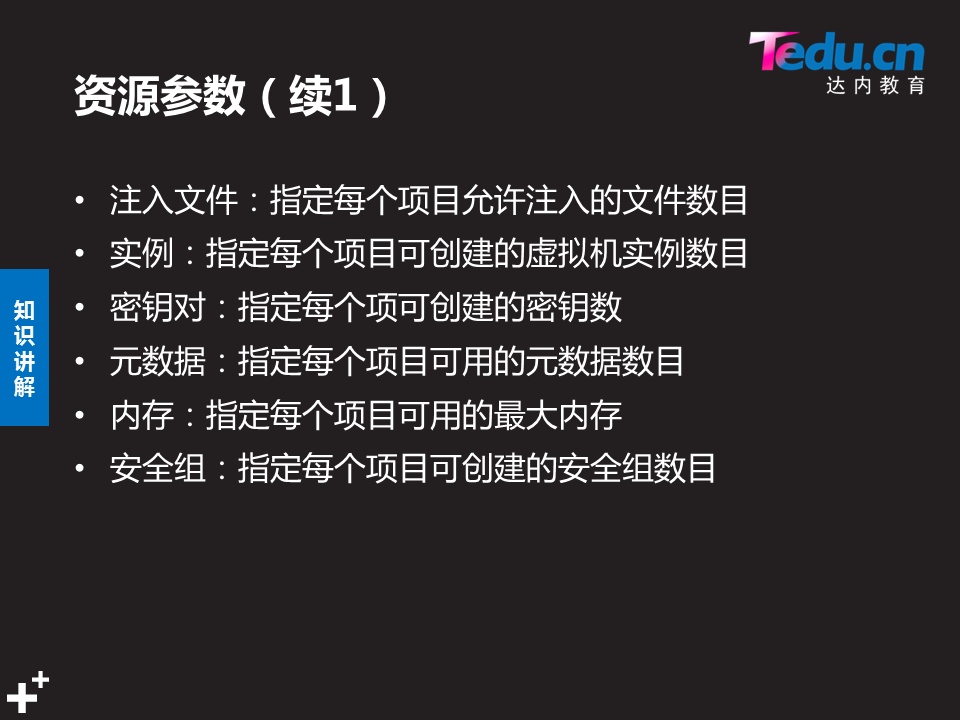 Tedu.cn
达内教育
资源参数（续1）
• 注入文件：指定每个项目允许注入的文件数目
• 实例：指定每个项目可创建的虚拟机实例数目
• 密钥对：指定每个项可创建的密钥数
• 元数据：指定每个项目可用的元数据数目
• 内存：指定每个项目可用的最大内存
• 安全组：指定每个项目可创建的安全组数目
知
识
讲
解